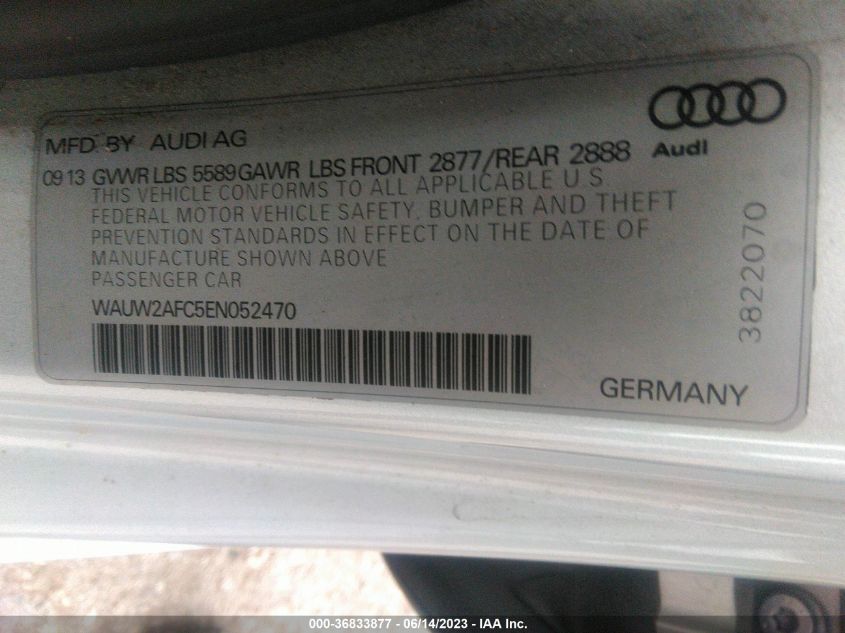 MFD. BY AUDI AG
Audi
09 13 GVWR LBS 5589 GAWR LBS FRONT 2877/REAR 2888
THIS VEHICLE CONFORMS TO ALL APPLICABLE U S
FEDERAL MOTOR VEHICLE SAFETY, BUMPER AND THEFT
PREVENTION STANDARDS IN EFFECT ON THE DATE OF
MANUFACTURE SHOWN ABOVE
PASSENGER CAR
WAUW2AFC5EN052470
3822070
GERMANY
000-36833877 - 06/14/2023 - IAA Inc.